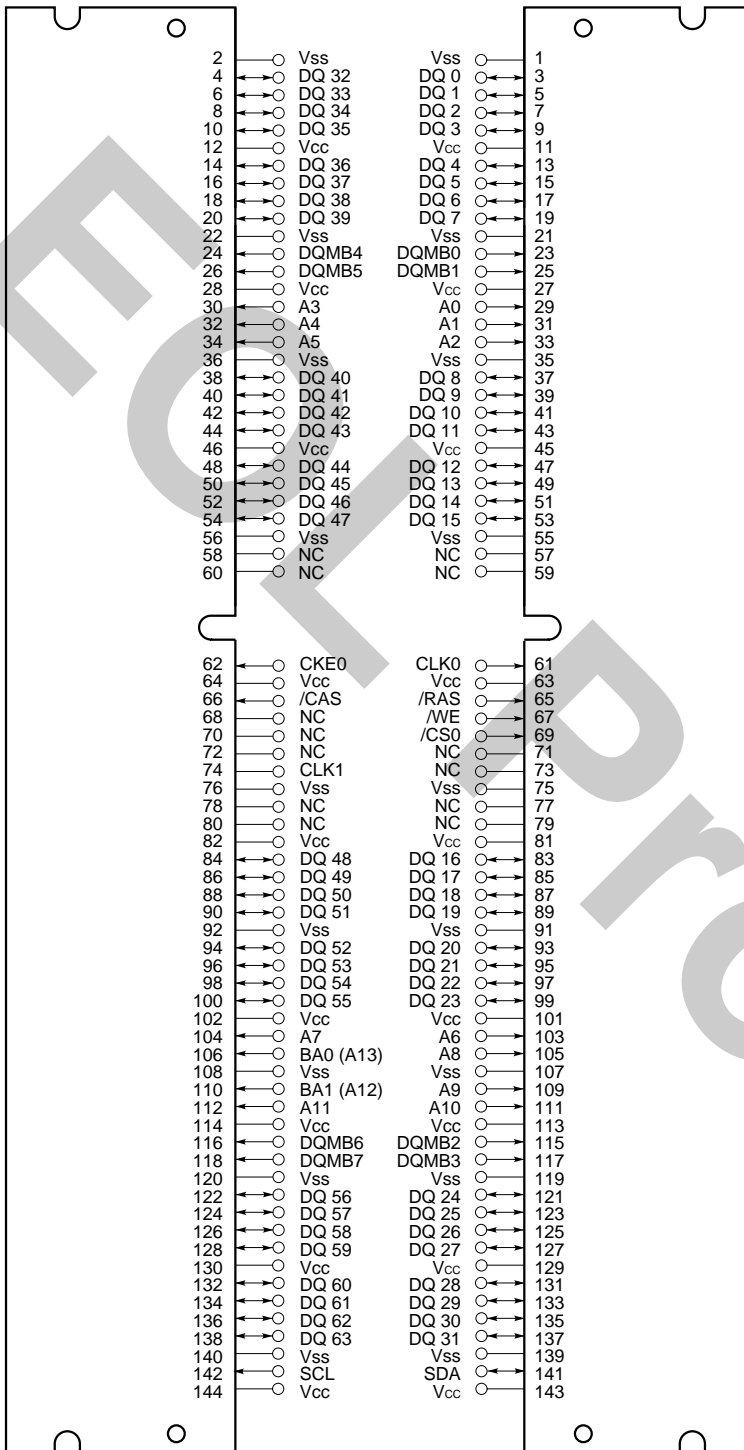 2 Vss Vss 1
4 DQ 32 DQ 0 3
6 DQ 33 DQ 1 5
8 DQ 34 DQ 2 7
10 DQ 35 DQ 3 9
12 Vcc Vcc 11
14 DQ 36 DQ 4 13
16 DQ 37 DQ 5 15
18 DQ 38 DQ 6 17
20 DQ 39 DQ 7 19
22 Vss Vss 21
24 DQMB4 DQMB0 23
26 DQMB5 DQMB1 25
28 Vcc Vcc 27
30 A3 A0 29
32 A4 A1 31
34 A5 A2 33
36 Vss Vss 35
38 DQ 40 DQ 8 37
40 DQ 41 DQ 9 39
42 DQ 42 DQ 10 41
44 DQ 43 DQ 11 43
46 Vcc Vcc 45
48 DQ 44 DQ 12 47
50 DQ 45 DQ 13 49
52 DQ 46 DQ 14 51
54 DQ 47 DQ 15 53
56 Vss Vss 55
58 NC NC 57
60 NC NC 59
62 CKE0 CLK0 61
64 Vcc Vcc 63
66 /CAS /RAS 65
68 NC /WE 67
70 NC /CS0 69
72 NC NC 71
74 CLK1 NC 73
76 Vss Vss 75
78 NC NC 77
80 NC NC 79
82 Vcc Vcc 81
84 DQ 48 DQ 16 83
86 DQ 49 DQ 17 85
88 DQ 50 DQ 18 87
90 DQ 51 DQ 19 89
92 Vss Vss 91
94 DQ 52 DQ 20 93
96 DQ 53 DQ 21 95
98 DQ 54 DQ 22 97
100 DQ 55 DQ 23 99
102 Vcc Vcc 101
104 A7 A6 103
106 BA0 (A13) A8 105
108 Vss Vss 107
110 BA1 (A12) A9 109
112 A11 A10 111
114 Vcc Vcc 113
116 DQMB6 DQMB2 115
118 DQMB7 DQMB3 117
120 Vss Vss 119
122 DQ 56 DQ 24 121
124 DQ 57 DQ 25 123
126 DQ 58 DQ 26 125
128 DQ 59 DQ 27 127
130 Vcc Vcc 129
132 DQ 60 DQ 28 131
134 DQ 61 DQ 29 133
136 DQ 62 DQ 30 135
138 DQ 63 DQ 31 137
140 Vss Vss 139
142 SCL SDA 141
144 Vcc Vcc 143
EOL Pro